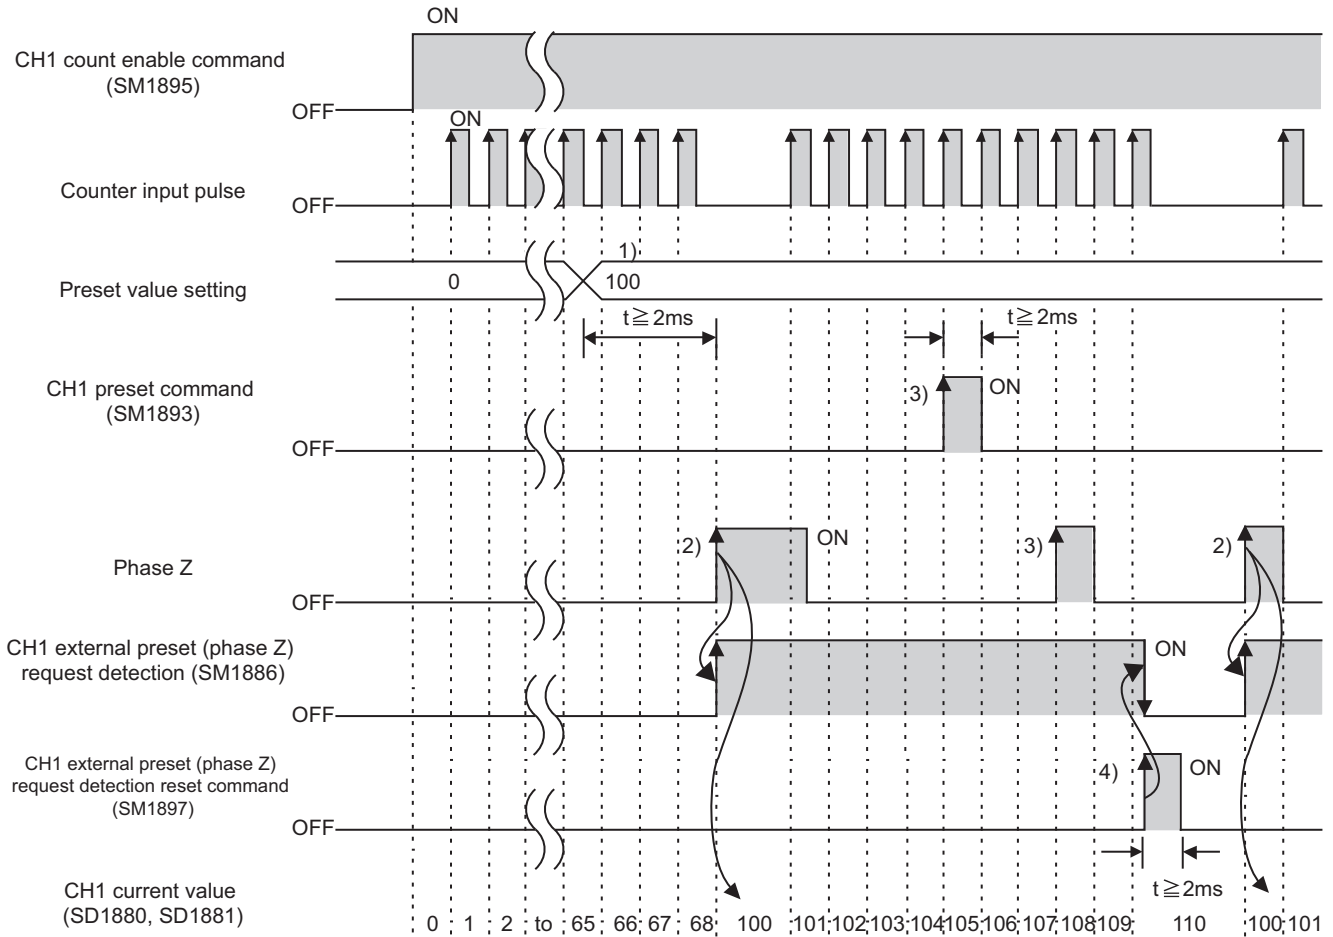 ON
CH1 count enable command
(SM1895)
OFF
ON
Counter input pulse
OFF
1)
Preset value setting
0
100
t≧2ms
t≧2ms
CH1 preset command
(SM1893)
3)
ON
OFF
2)
ON
3)
2)
Phase Z
OFF
CH1 external preset (phase Z)
request detection (SM1886)
ON
OFF
CH1 external preset (phase Z)
request detection reset command
(SM1897)
4)
ON
OFF
t≧2ms
CH1 current value
(SD1880, SD1881)
0 1 2 to 65 66 67 68 100 101 102 103 104 105 106 107 108 109 110 100 101